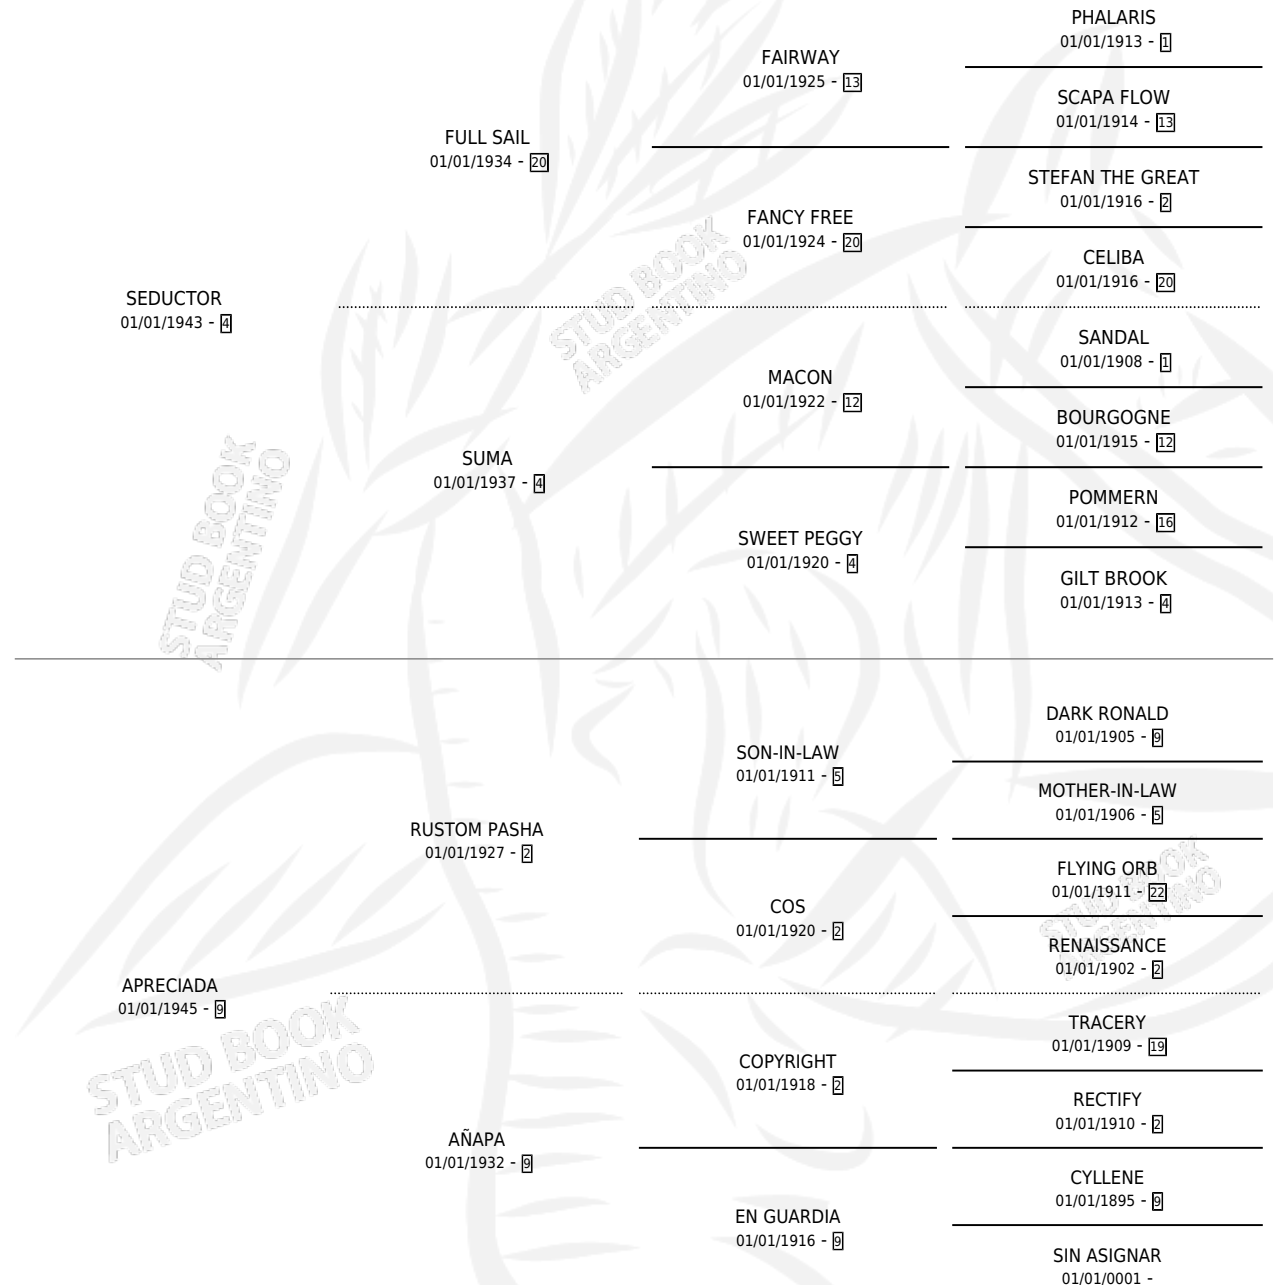 PHALARIS
01/01/1913 - 1
FAIRWAY
01/01/1925 - 13
SCAPA FLOW
01/01/1914 - 13
FULL SAIL
01/01/1934 - 20
STEFAN THE GREAT
01/01/1916 - 2
FANCY FREE
01/01/1924 - 20
CELIBA
01/01/1916 - 20
SEDUCTOR
01/01/1943 - 4
STUD BOOK
ARGENTINO
SANDAL
01/01/1908 - 1
MACON
01/01/1922 - 12
BOURGOGNE
01/01/1915 - 12
SUMA
01/01/1937 - 4
POMMERN
01/01/1912 - 16
SWEET PEGGY
01/01/1920 - 4
GILT BROOK
01/01/1913 - 4
STUD BOOK
ARGENTINO
DARK RONALD
01/01/1905 - 9
SON-IN-LAW
01/01/1911 - 5
MOTHER-IN-LAW
01/01/1906 - 5
RUSTOM PASHA
01/01/1927 - 2
FLYING ORB
01/01/1911 - 22
COS
01/01/1920 - 2
STUD BOOK
ARGENTINO
RENAISSANCE
01/01/1902 - 2
APRECIADA
01/01/1945 - 9
STUD BOOK
ARGENTINO
TRACERY
01/01/1909 - 19
COPYRIGHT
01/01/1918 - 2
RECTIFY
01/01/1910 - 2
AÑAPA
01/01/1932 - 9
CYLLENE
01/01/1895 - 9
EN GUARDIA
01/01/1916 - 9
SIN ASIGNAR
01/01/0001 -